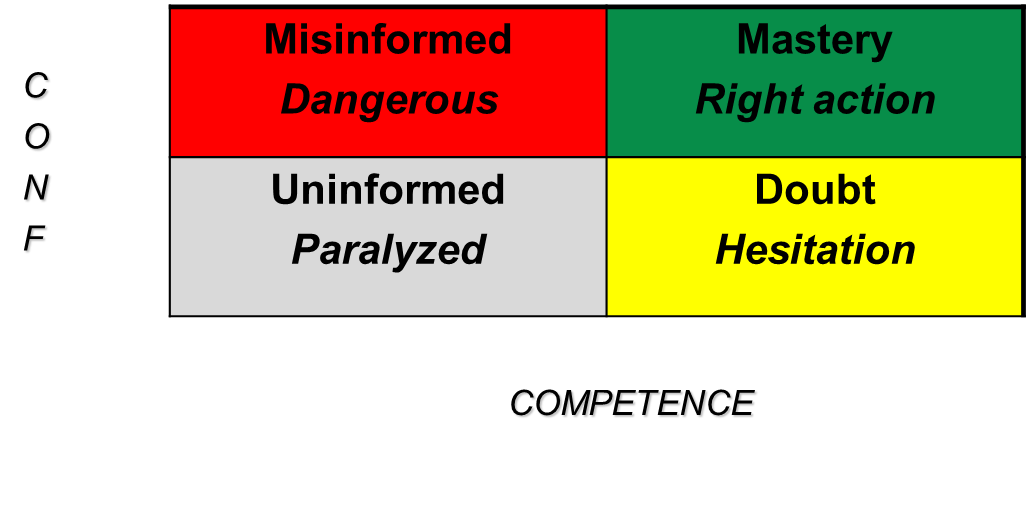 Misinformed
Dangerous
Mastery
Right action
C
O
N
F
Uninformed
Paralyzed
Doubt
Hesitation
COMPETENCE